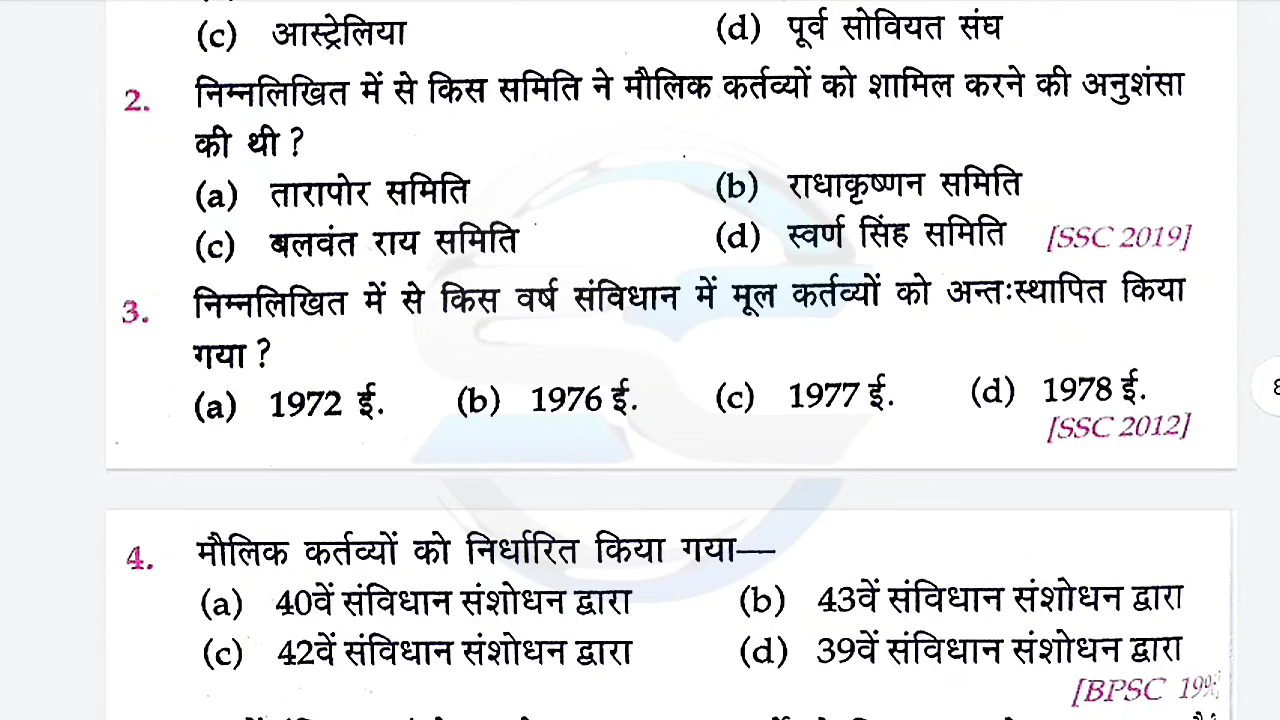 (c) आस्ट्रेलिया (d) पूर्व सोवियत संघ
2. निम्नलिखित में से किस समिति ने मौलिक कर्तव्यों को शामिल करने की अनुशंसा
की थी ?
(a) तारापोर समिति (b) राधाकृष्णन समिति
(c) बलवंत राय समिति (d) स्वर्ण सिंह समिति [SSC 2019]
3. निम्नलिखित में से किस वर्ष संविधान में मूल कर्तव्यों को अन्तःस्थापित किया
गया ?
(a) 1972 ई. (b) 1976 ई. (c) 1977 ई. (d) 1978 ई.
[SSC 2012]
4. मौलिक कर्तव्यों को निर्धारित किया गया—
(a) 40वें संविधान संशोधन द्वारा (b) 43वें संविधान संशोधन द्वारा
(c) 42वें संविधान संशोधन द्वारा (d) 39वें संविधान संशोधन द्वारा
[BPSC